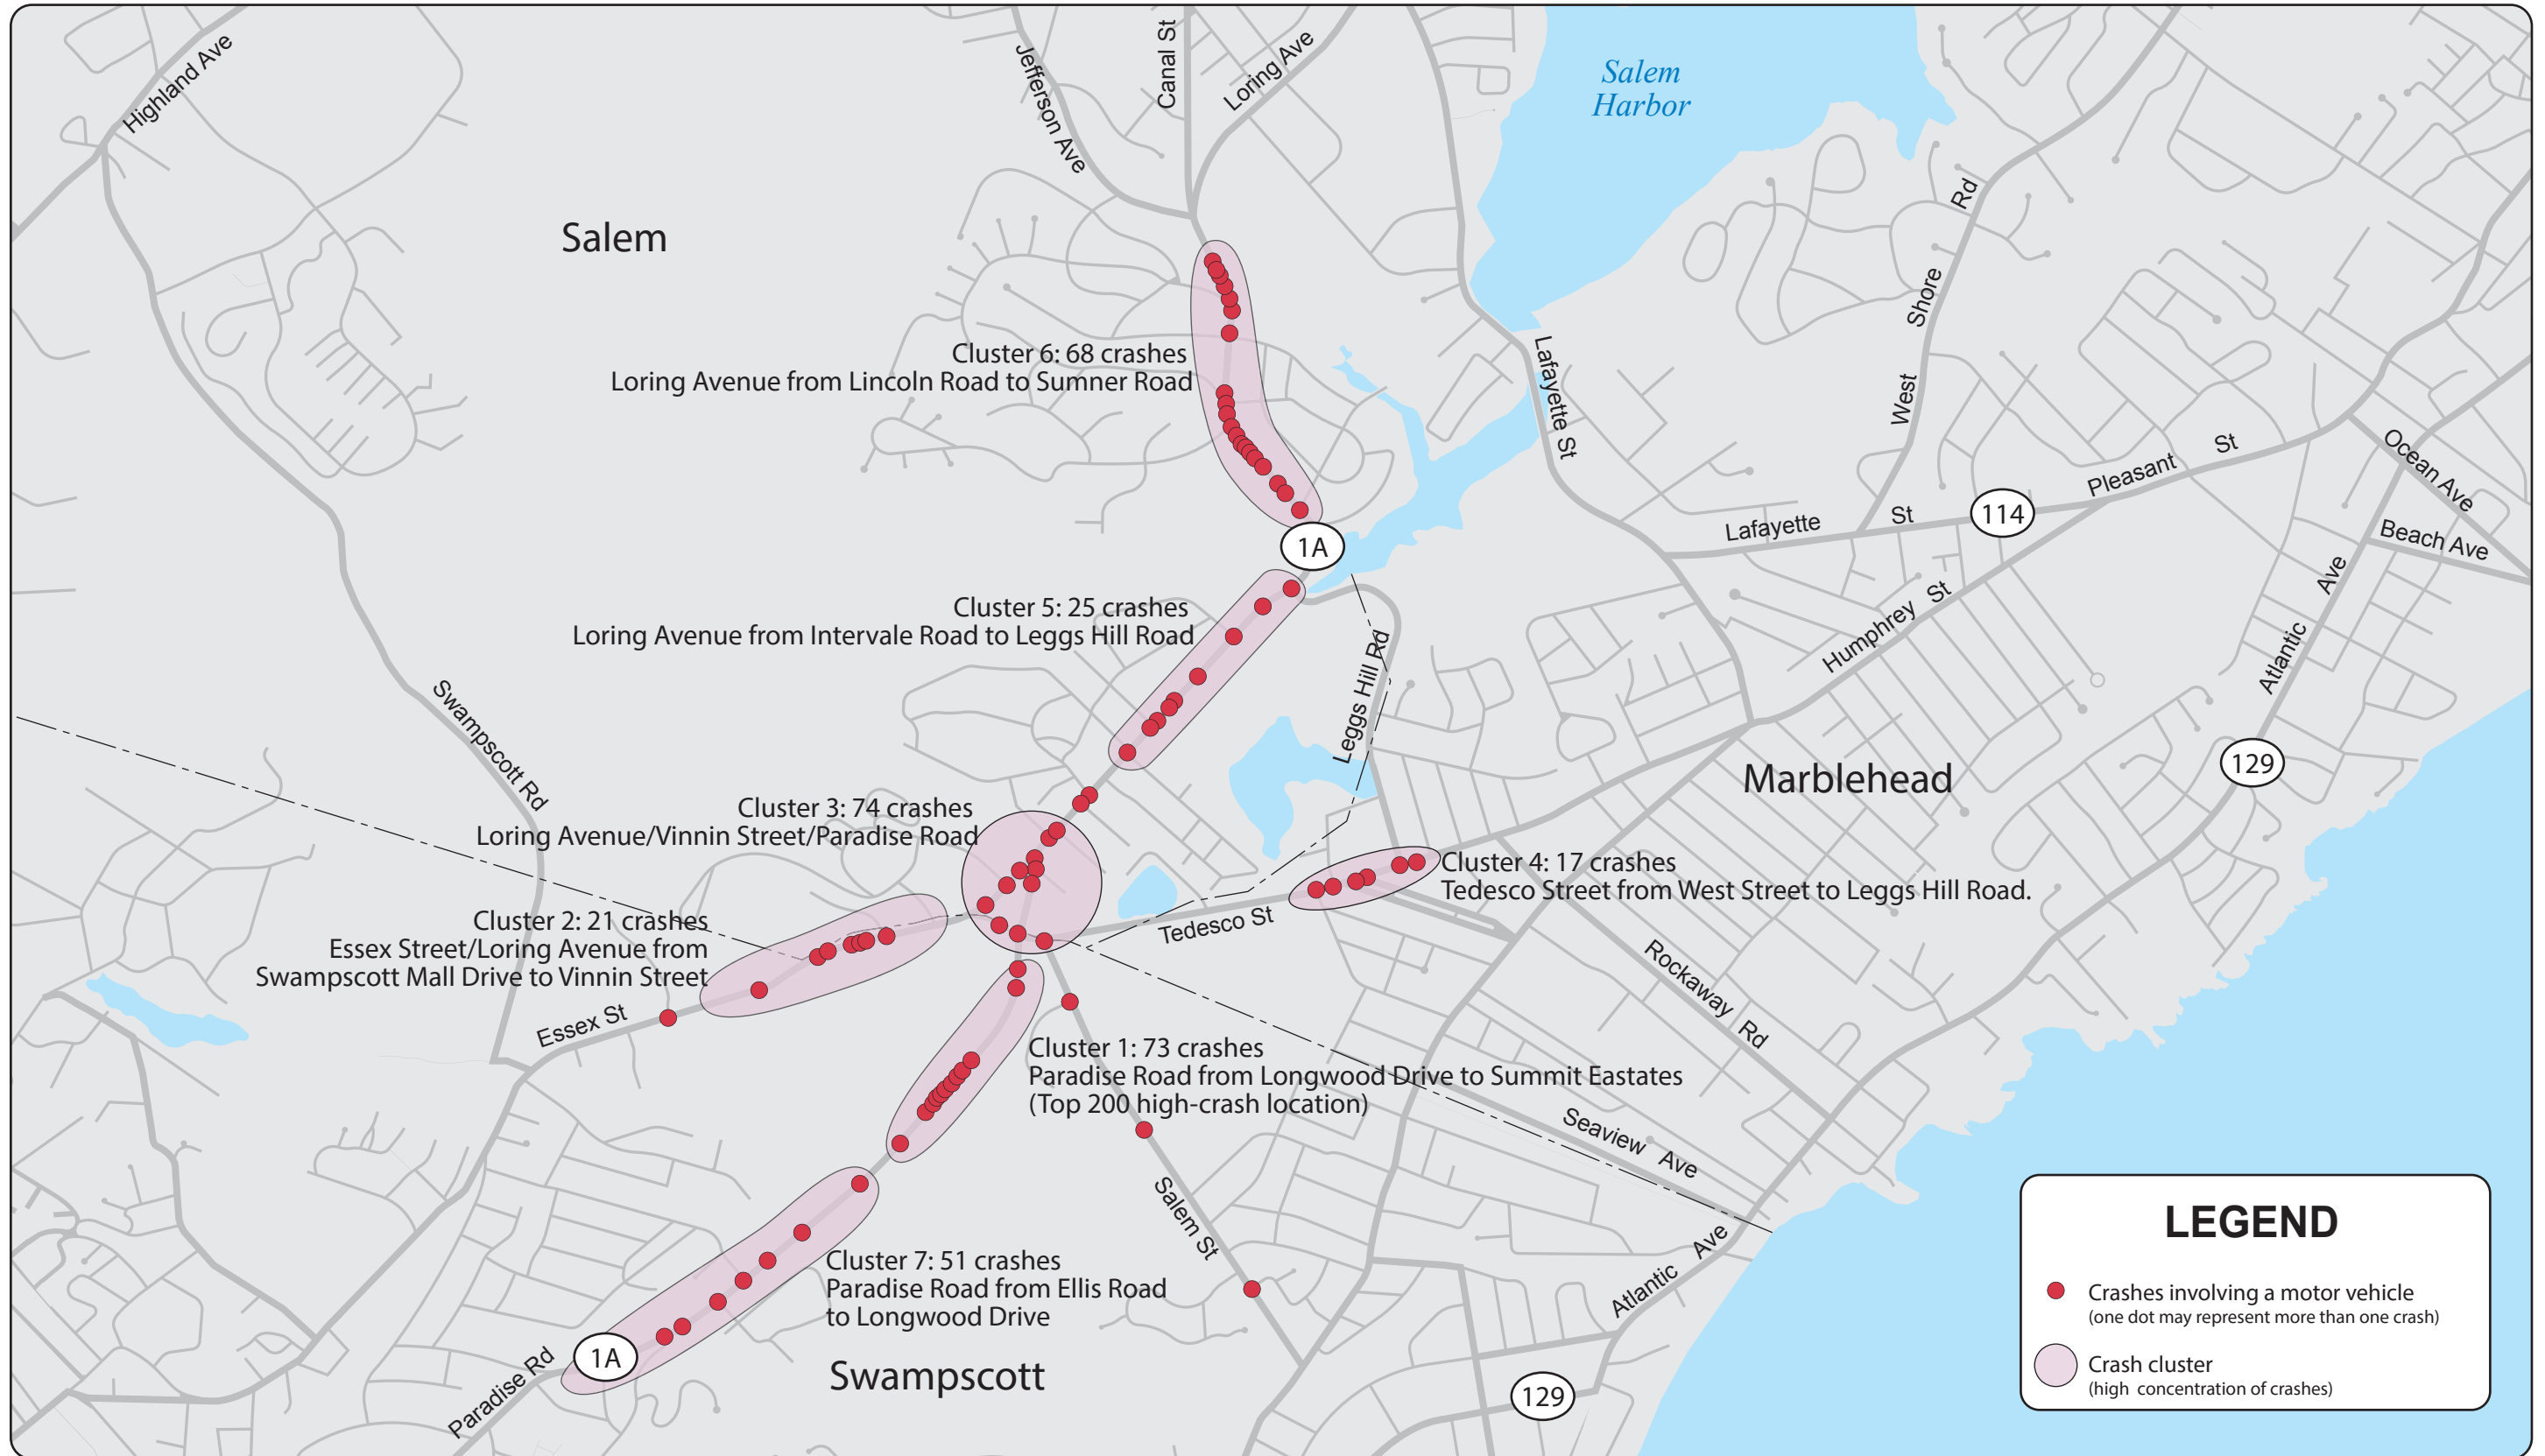 Highland Ave
Jefferson Ave
Canal St
Loring Ave
Salem
Harbor
Salem
West Shore Rd
Cluster 6: 68 crashes
Loring Avenue from Lincoln Road to Sumner Road
Lafayette St
Ocean Ave
Pleasant St
Lafayette St
114
Beach Ave
1A
Cluster 5: 25 crashes
Loring Avenue from Intervale Road to Leggs Hill Road
Humphrey St
Atlantic Ave
Leggs Hill Rd
Swampscott Rd
Marblehead
129
Cluster 3: 74 crashes
Loring Avenue/Vinnin Street/Paradise Road
Cluster 4: 17 crashes
Tedesco Street from West Street to Leggs Hill Road.
Tedesco St
Cluster 2: 21 crashes
Essex Street/Loring Avenue from
Swampscott Mall Drive to Vinnin Street
Essex St
Rockaway Rd
Cluster 1: 73 crashes
Paradise Road from Longwood Drive to Summit Eastates
(Top 200 high-crash location)
Seaview Ave
Salem St
Cluster 7: 51 crashes
Paradise Road from Ellis Road
to Longwood Drive
Atlantic Ave
1A
Paradise Rd
Swampscott
129
LEGEND
Crashes involving a motor vehicle
(one dot may represent more than one crash)
Crash cluster
(high concentration of crashes)